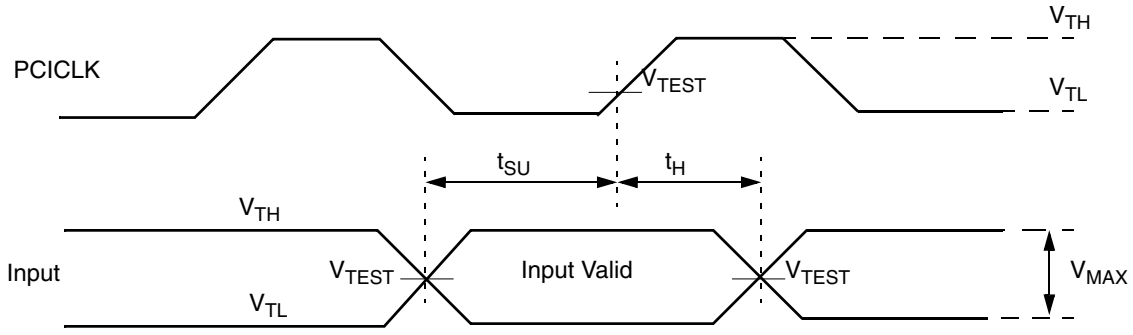 V_TH
PCICLK
V_TEST
V_TL
t_SU
t_H
V_TH
Input
V_TEST
Input Valid
V_TEST
V_MAX
V_TL